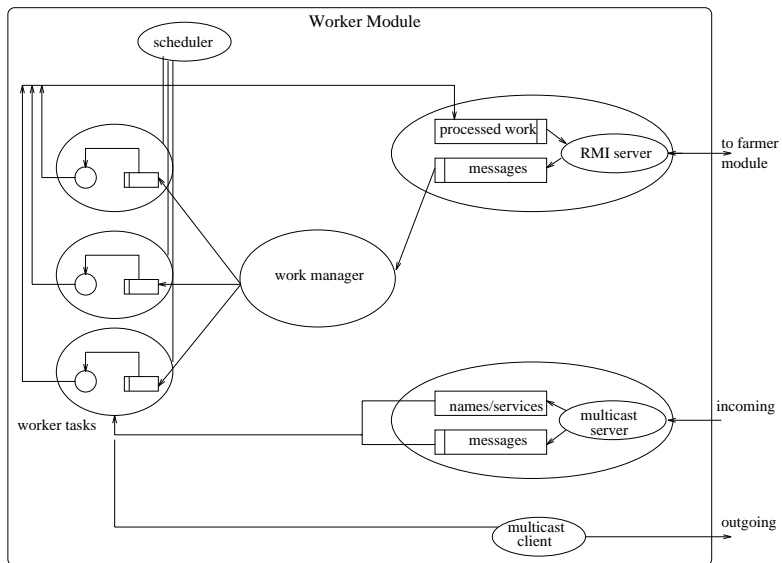 Worker Module
scheduler
processed work
RMI server
to farmer
module
messages
work manager
names/services
incoming
multicast
server
worker tasks
messages
outgoing
multicast
client